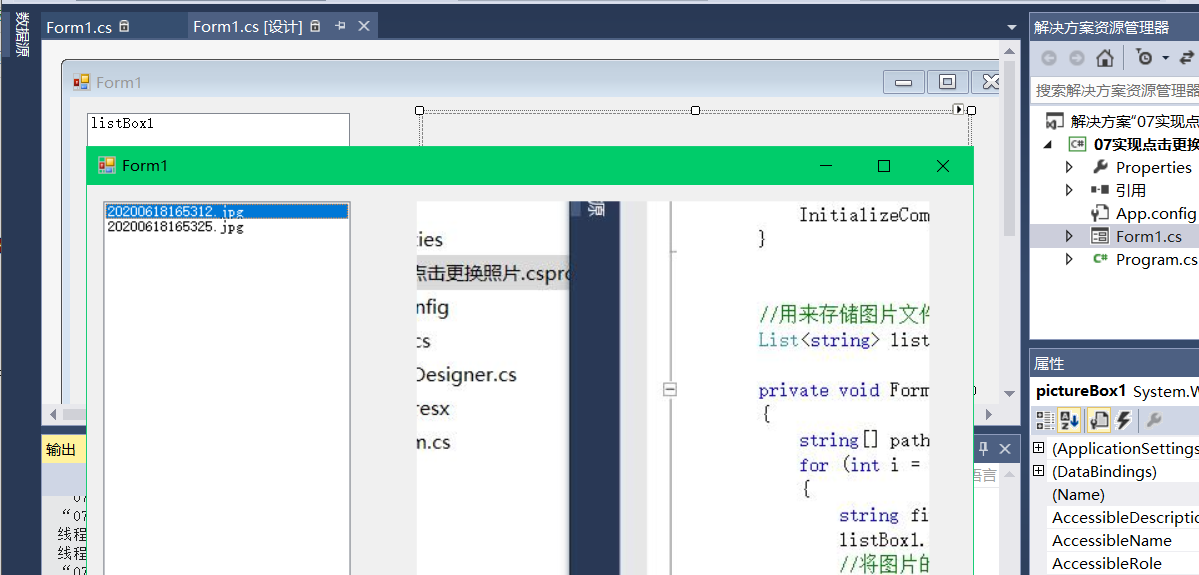 数据源
Form1.cs
Form1.cs [设计]
Form1
listBox1
Form1
20200618165312.jpg
20200618165325.jpg
ties
点击更换照片.cspro
nfig
cs
Designer.cs
resx
m.cs
源
InitializeCom
}
//用来存储图片文件
List<string> list
private void Form
{
string[] path
for (int i =
{
string fi
listBox1.
//将图片的
输出
“07
线程
线程
“07
语言
解决方案资源管理器
搜索解决方案资源管理器
解决方案“07实现点
07实现点击更换
Properties
引用
App.config
Form1.cs
Program.cs
属性
pictureBox1 System.W
(ApplicationSettings
(DataBindings)
(Name)
AccessibleDescriptio
AccessibleName
AccessibleRole